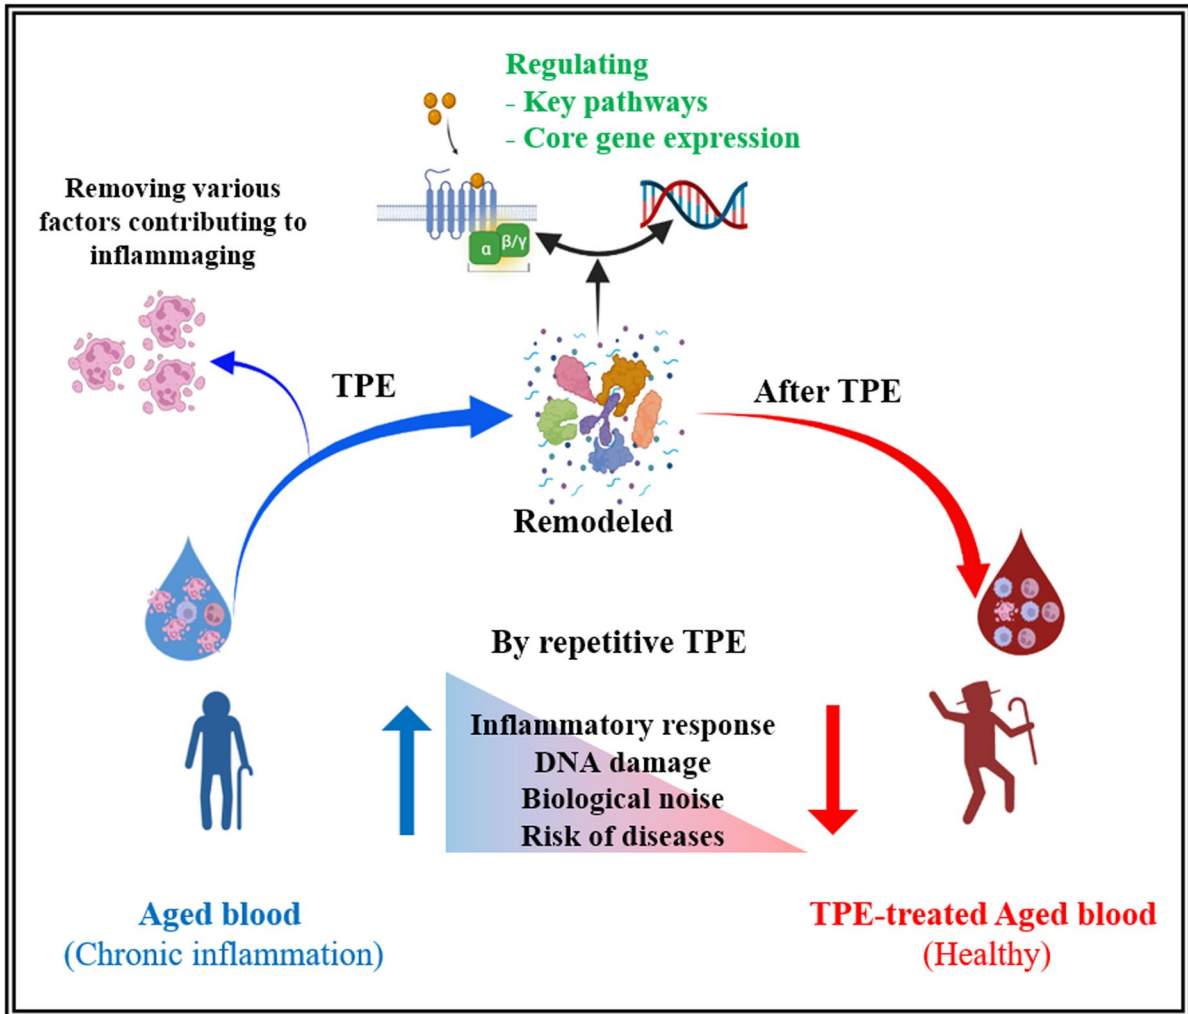 Regulating
- Key pathways
- Core gene expression
Removing various
factors contributing to
inflammaging
α
β/γ
TPE
After TPE
Remodeled
By repetitive TPE
Inflammatory response
DNA damage
Biological noise
Risk of diseases
Aged blood
(Chronic inflammation)
TPE-treated Aged blood
(Healthy)